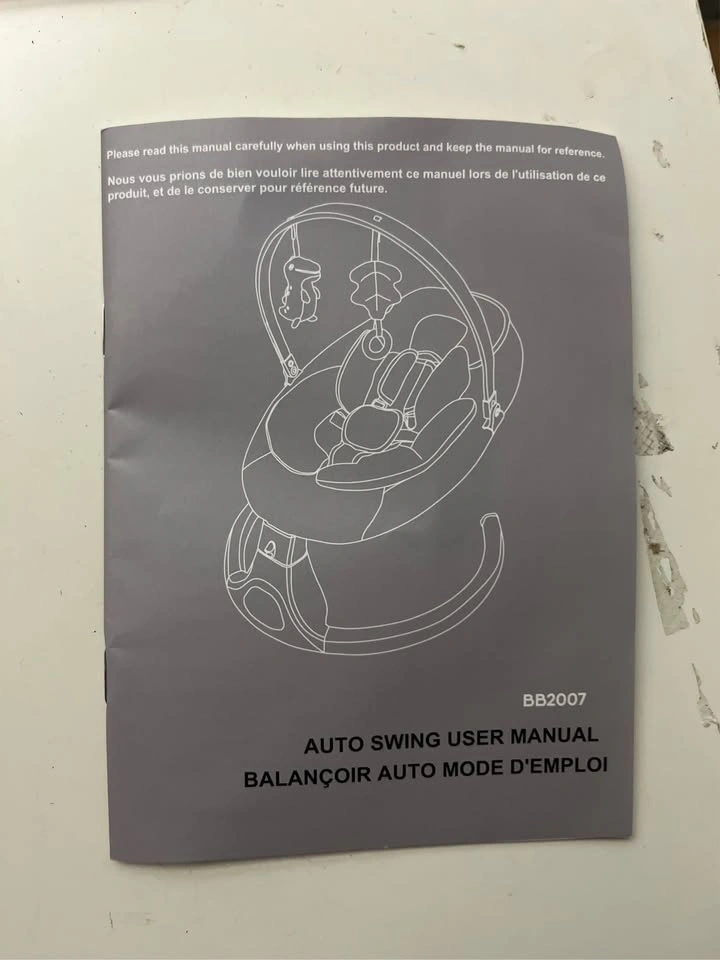 Please read this manual carefully when using this product and keep the manual for reference.
Nous vous prions de bien vouloir lire attentivement ce manuel lors de l'utilisation de ce
produit, et de le conserver pour référence future.
BB2007
AUTO SWING USER MANUAL
BALANÇOIR AUTO MODE D'EMPLOI